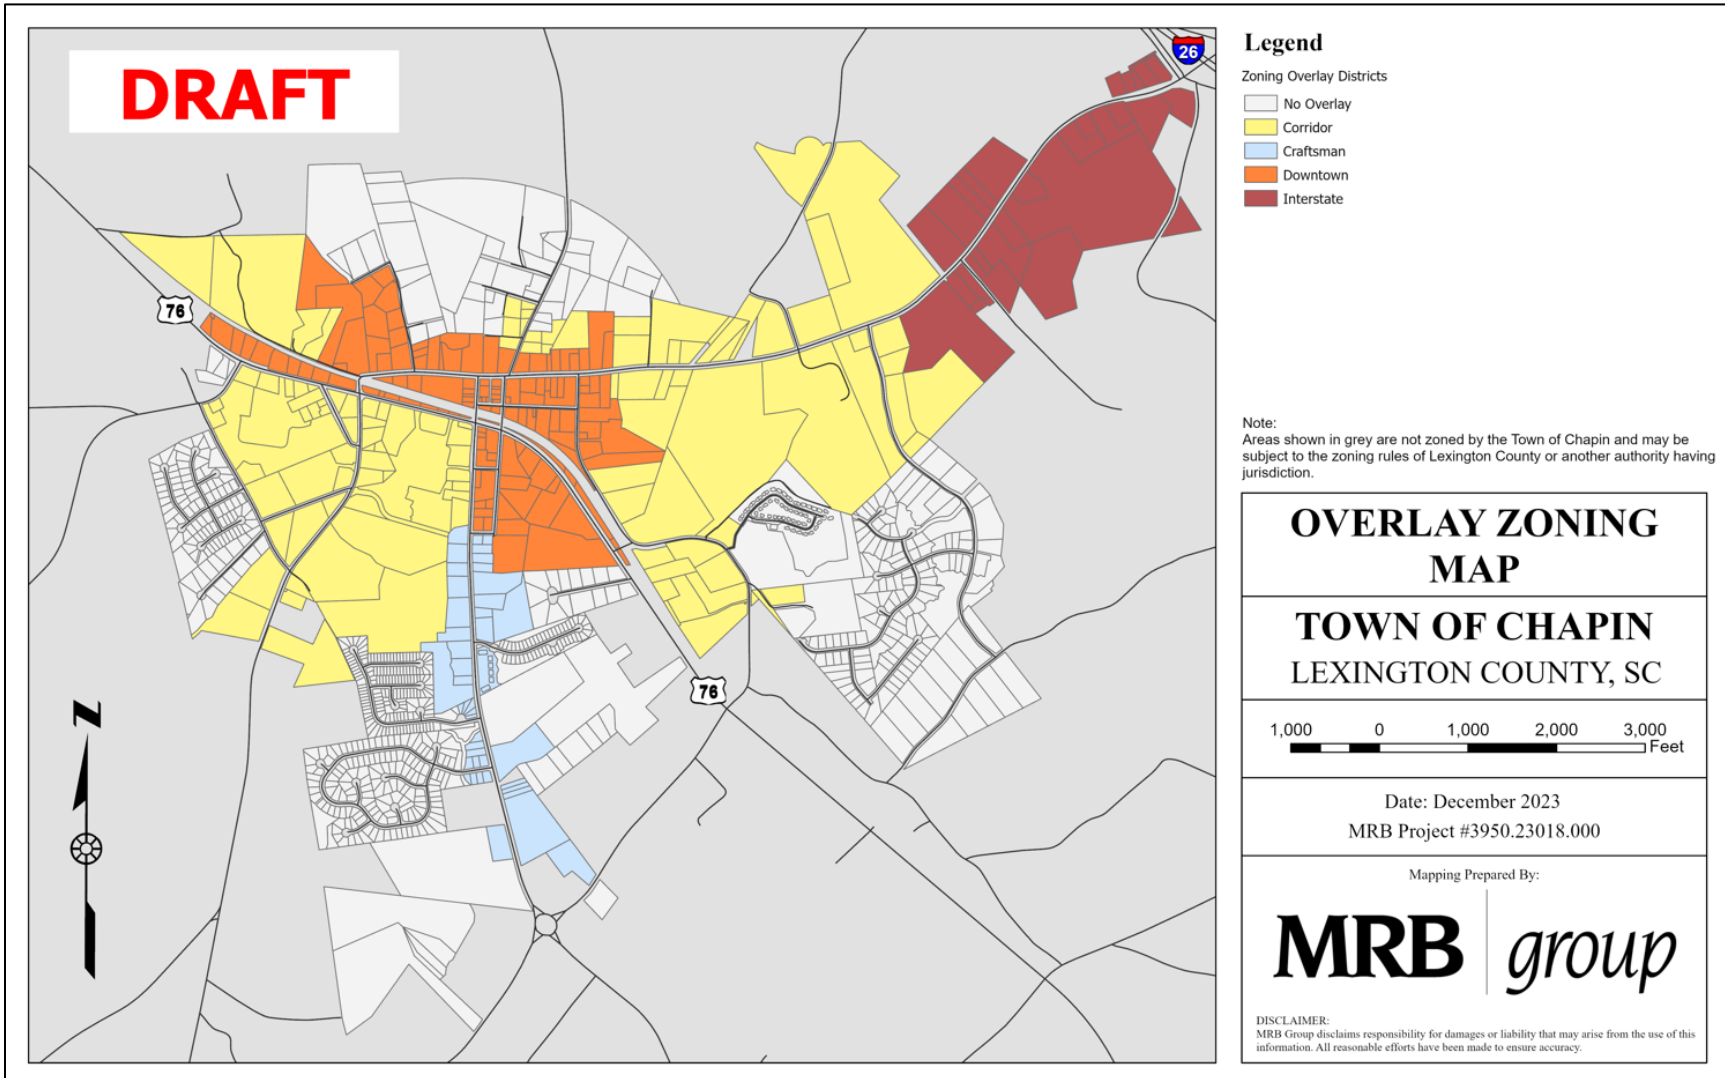 DRAFT
26
76
76
N
Legend
Zoning Overlay Districts
No Overlay
Corridor
Craftsman
Downtown
Interstate
Note:
Areas shown in grey are not zoned by the Town of Chapin and may be
subject to the zoning rules of Lexington County or another authority having
jurisdiction.
OVERLAY ZONING
MAP
TOWN OF CHAPIN
LEXINGTON COUNTY, SC
1,000 0 1,000 2,000 3,000
Feet
Date: December 2023
MRB Project #3950.23018.000
Mapping Prepared By:
MRB group
DISCLAIMER:
MRB Group disclaims responsibility for damages or liability that may arise from the use of this
information. All reasonable efforts have been made to ensure accuracy.